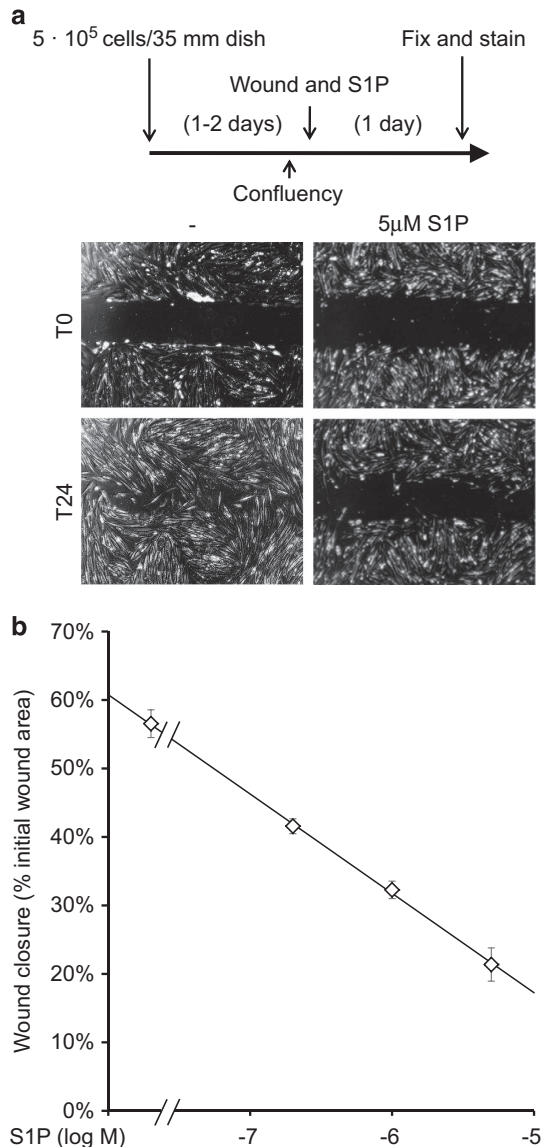 a
5 · 10⁵ cells/35 mm dish
Fix and stain
Wound and S1P
(1-2 days)
(1 day)
Confluency
-
5μM S1P
T0
T24
b
Wound closure (% initial wound area)
70%
60%
50%
40%
30%
20%
10%
0%
S1P (log M)
-7
-6
-5